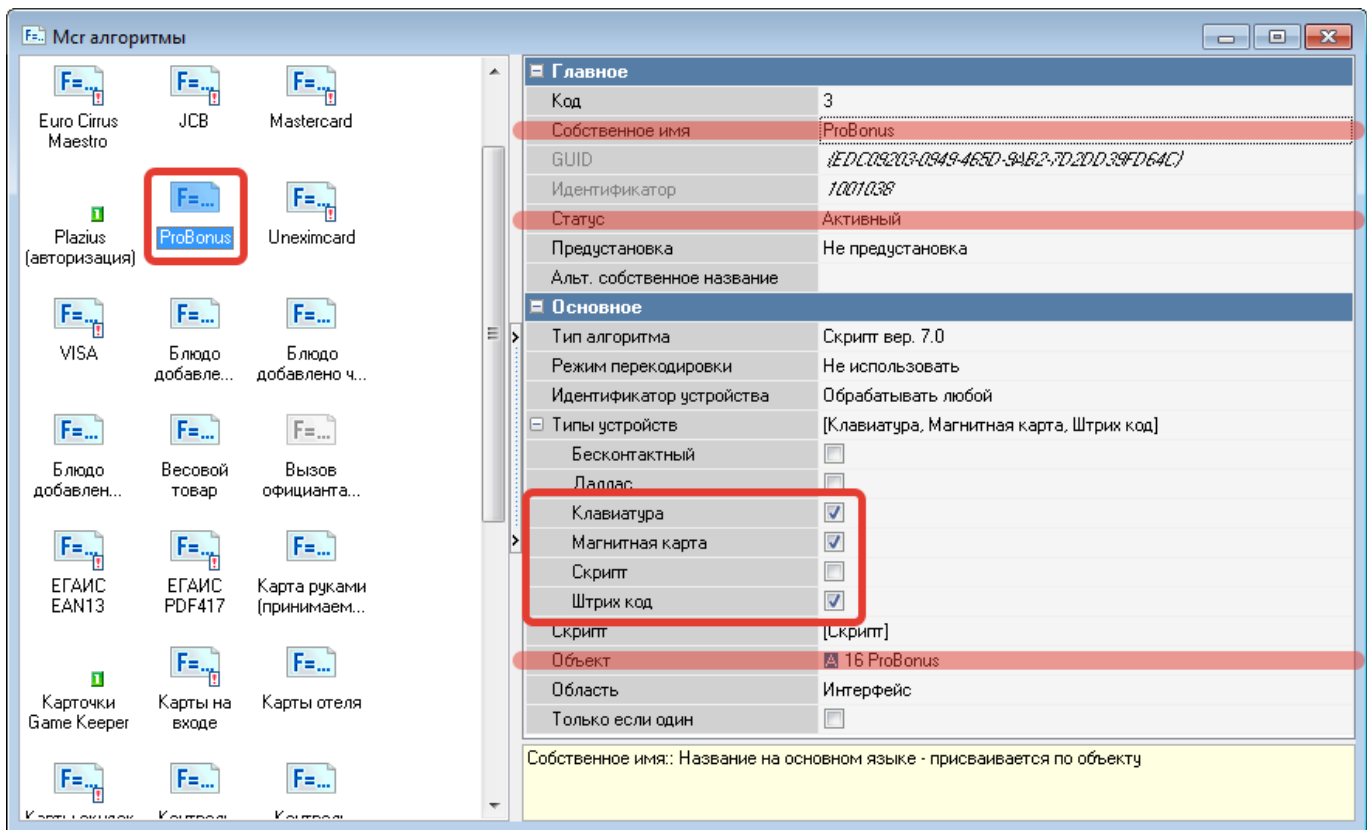 Mcr алгоритмы
Euro Cirrus
Maestro
JCB
Mastercard
Plazius
(авторизация)
ProBonus
Uneximcard
VISA
Блюдо
добавле...
Блюдо
добавлено ч...
Блюдо
добавлен...
Весовой
товар
Вызов
официанта...
ЕГАИС
EAN13
ЕГАИС
PDF417
Карта руками
(принимаем...
Карточки
Game Keeper
Карты на
входе
Карты отеля
Карты скидок
Контроль
Контроль
Главное
Код 3
Собственное имя ProBonus
GUID {EDC09203-0949-465D-9AB2-7D2DD39FD64C}
Идентификатор 1001038
Статус Активный
Предустановка Не предустановка
Альт. собственное название
Основное
Тип алгоритма Скрипт вер. 7.0
Режим перекодировки Не использовать
Идентификатор устройства Обрабатывать любой
Типы устройств [Клавиатура, Магнитная карта, Штрих код]
Бесконтактный
Даллас
Клавиатура
Магнитная карта
Скрипт
Штрих код
Скрипт [Скрипт]
Объект 16 ProBonus
Область Интерфейс
Только если один
Собственное имя:: Название на основном языке - присваивается по объекту